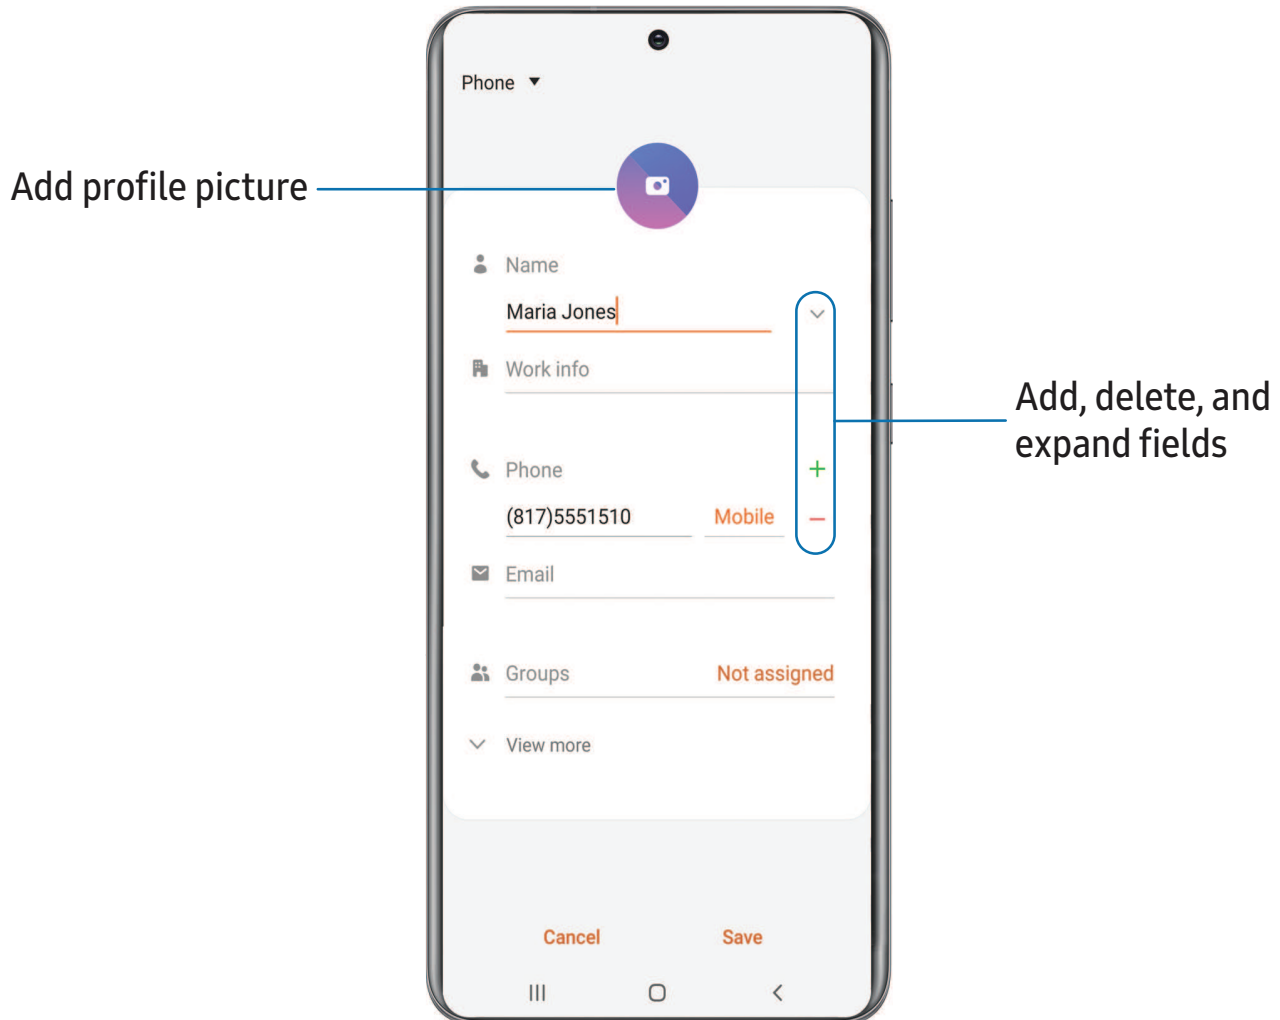 Phone
Add profile picture
Name
Maria Jones
Work info
Add, delete, and
expand fields
Phone
(817)5551510 Mobile
Email
Groups Not assigned
View more
Cancel Save